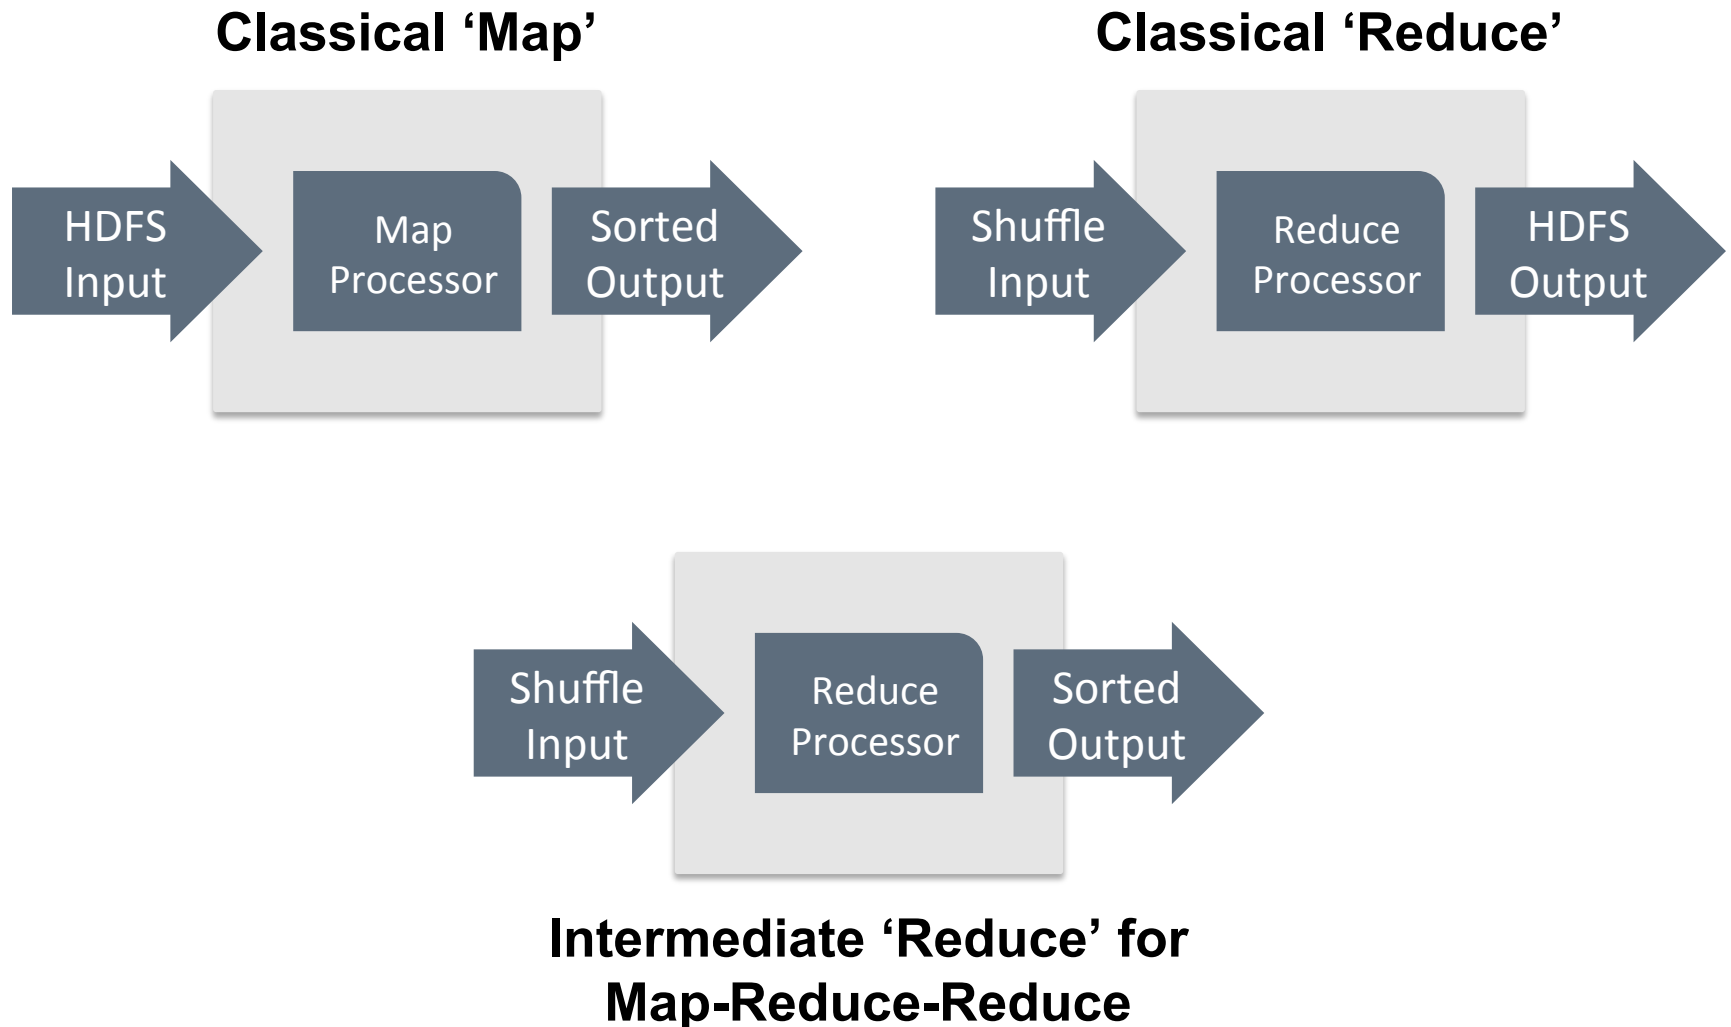 Classical ‘Map’
HDFS
Input
Map
Processor
Sorted
Output
Classical ‘Reduce’
Shuffle
Input
Reduce
Processor
HDFS
Output
Shuffle
Input
Reduce
Processor
Sorted
Output
Intermediate ‘Reduce’ for
Map-Reduce-Reduce